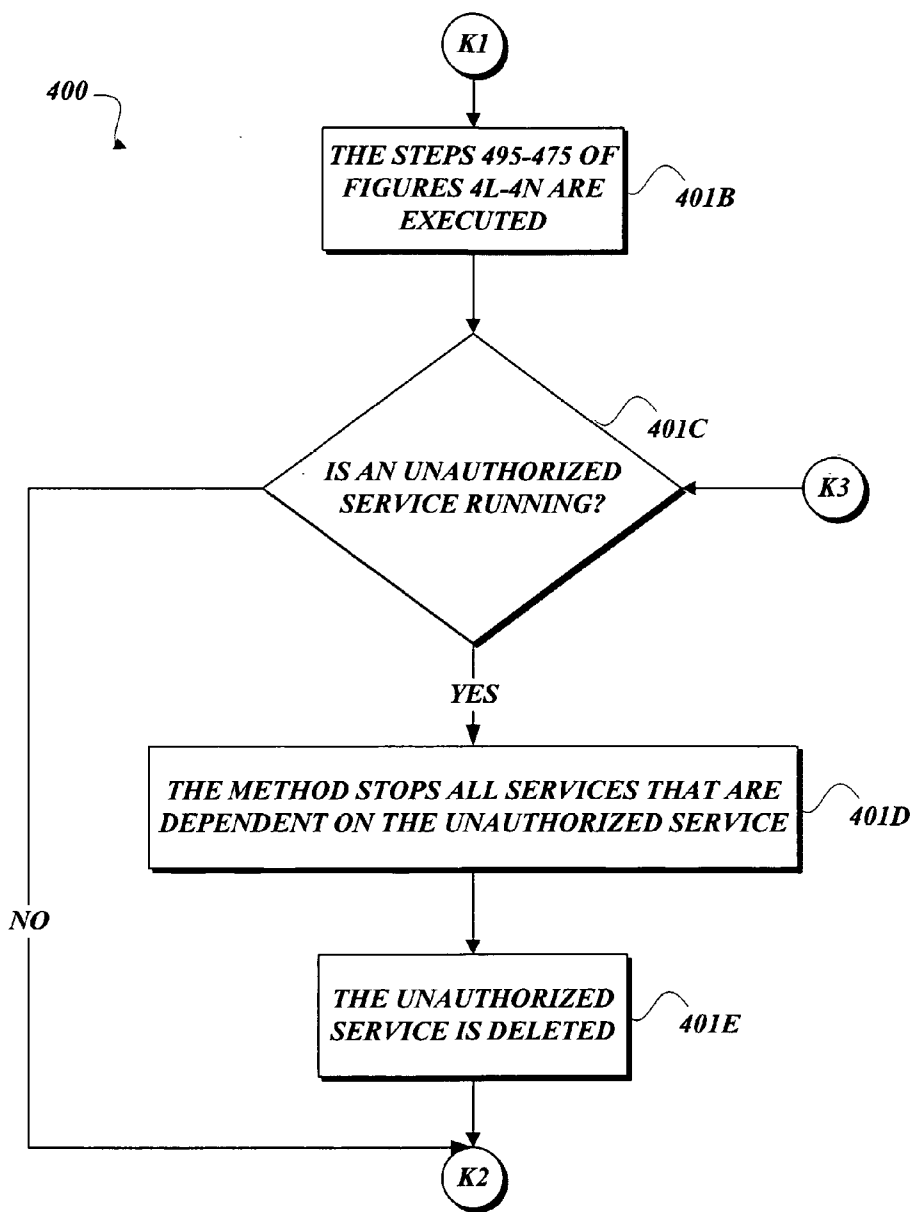 K1
400
THE STEPS 495-475 OF
FIGURES 4L-4N ARE
EXECUTED
401B
401C
IS AN UNAUTHORIZED
SERVICE RUNNING?
K3
YES
THE METHOD STOPS ALL SERVICES THAT ARE
DEPENDENT ON THE UNAUTHORIZED SERVICE
401D
NO
THE UNAUTHORIZED
SERVICE IS DELETED
401E
K2